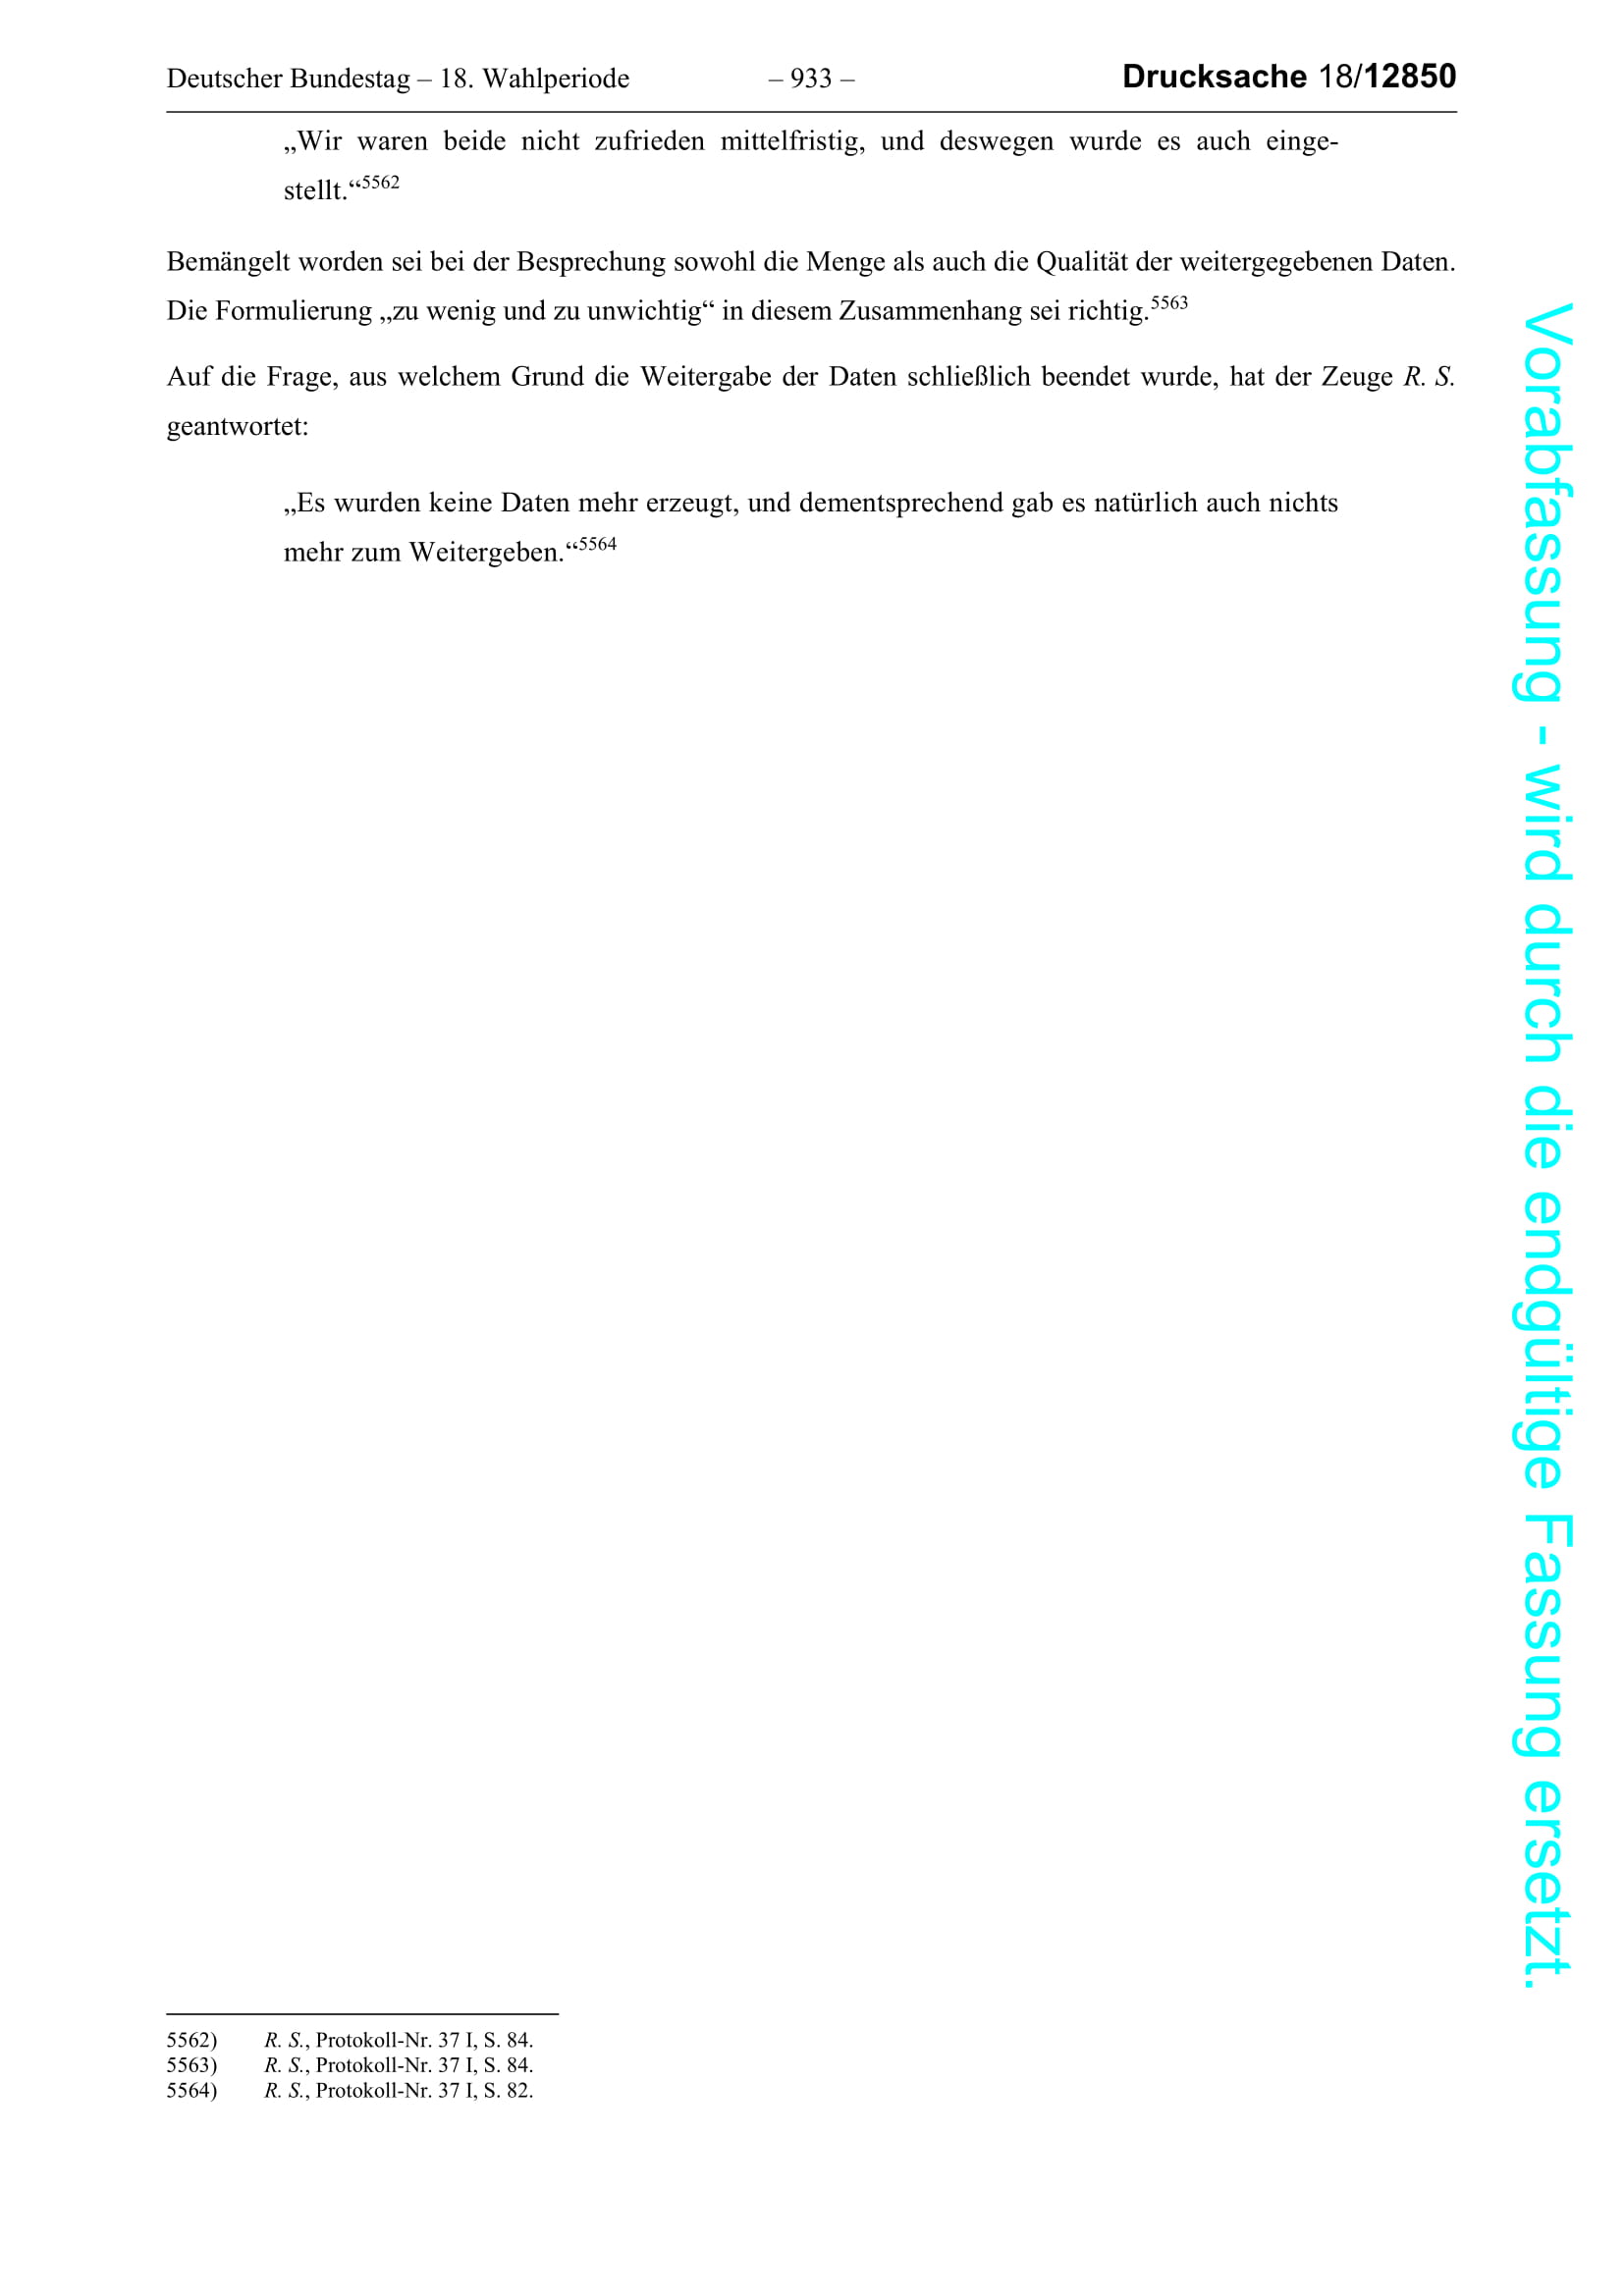 Deutscher Bundestag – 18. Wahlperiode – 933 – Drucksache 18/12850
„Wir waren beide nicht zufrieden mittelfristig, und deswegen wurde es auch einge-
stellt.“5562
Bemängelt worden sei bei der Besprechung sowohl die Menge als auch die Qualität der weitergegebenen Daten.
Die Formulierung „zu wenig und zu unwichtig“ in diesem Zusammenhang sei richtig.5563
Auf die Frage, aus welchem Grund die Weitergabe der Daten schließlich beendet wurde, hat der Zeuge R. S.
geantwortet:
„Es wurden keine Daten mehr erzeugt, und dementsprechend gab es natürlich auch nichts
mehr zum Weitergeben.“5564
5562) R. S., Protokoll-Nr. 37 I, S. 84.
5563) R. S., Protokoll-Nr. 37 I, S. 84.
5564) R. S., Protokoll-Nr. 37 I, S. 82.
Vorabfassung - wird durch die endgültige Fassung ersetzt.